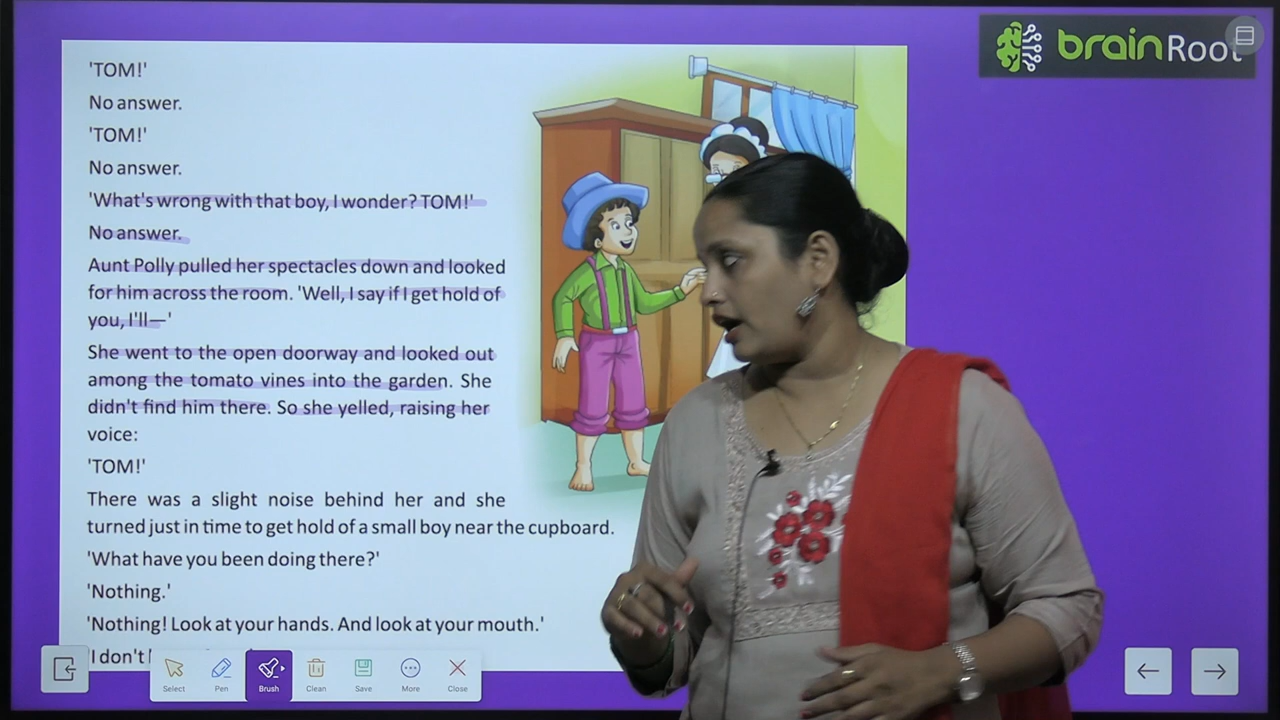 'TOM!'
No answer.
'TOM!'
No answer.
'What's wrong with that boy, I wonder? TOM!'
No answer.
Aunt Polly pulled her spectacles down and looked
for him across the room. 'Well, I say if I get hold of
you, I'll—'
She went to the open doorway and looked out
among the tomato vines into the garden. She
didn't find him there. So she yelled, raising her
voice:
'TOM!'
There was a slight noise behind her and she
turned just in time to get hold of a small boy near the cupboard.
'What have you been doing there?'
'Nothing.'
'Nothing! Look at your hands. And look at your mouth.'
'I don't
brainRoot
Select
Pen
Brush
Clean
Save
More
Close